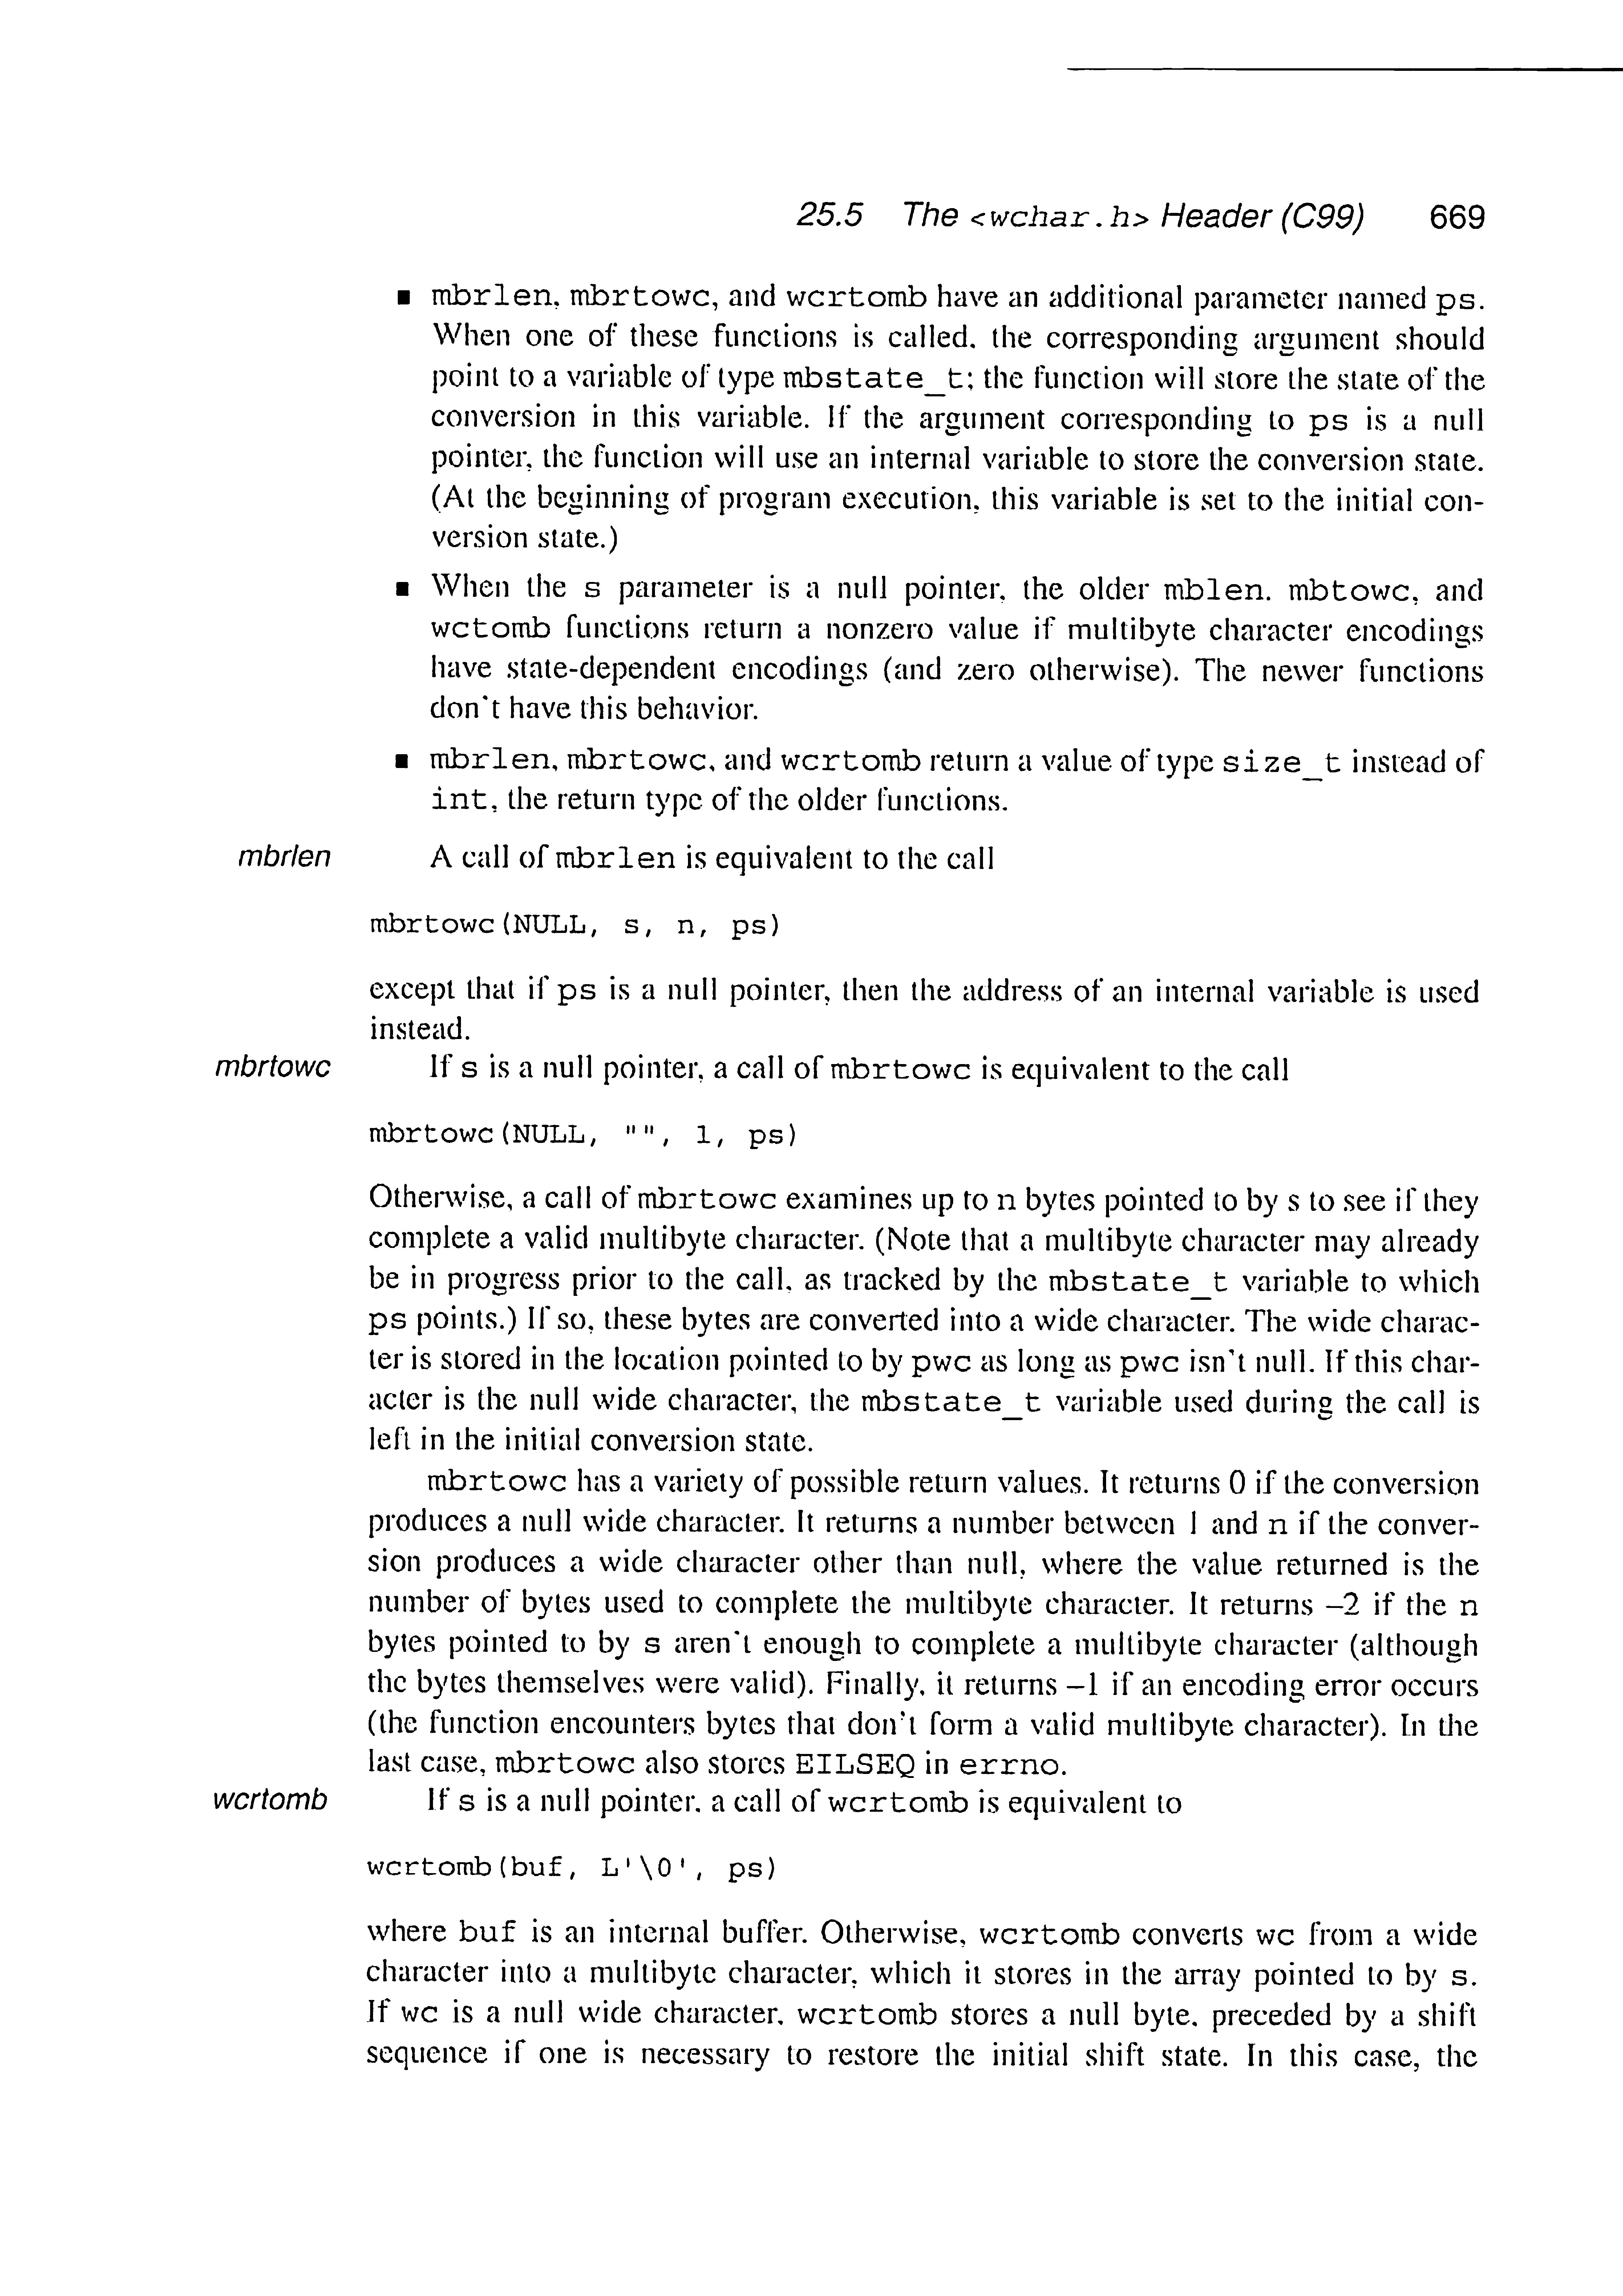 25.5 The <wchar.h> Header (C99) 669
■ mbrlen, mbrtowc, and wcrtomb have an additional parameter named ps.
When one of these functions is called, the corresponding argument should
point to a variable of type mbstate_t; the function will store the state of the
conversion in this variable. If the argument corresponding to ps is a null
pointer, the function will use an internal variable to store the conversion state.
(At the beginning of program execution, this variable is set to the initial con-
version state.)
■ When the s parameter is a null pointer, the older mblen, mbtowc, and
wctomb functions return a nonzero value if multibyte character encodings
have state-dependent encodings (and zero otherwise). The newer functions
don't have this behavior.
■ mbrlen, mbrtowc, and wcrtomb return a value of type size_t instead of
int, the return type of the older functions.
mbrlen A call of mbrlen is equivalent to the call
mbrtowc(NULL, s, n, ps)
except that if ps is a null pointer, then the address of an internal variable is used
instead.
mbrtowc If s is a null pointer, a call of mbrtowc is equivalent to the call
mbrtowc(NULL, "", 1, ps)
Otherwise, a call of mbrtowc examines up to n bytes pointed to by s to see if they
complete a valid multibyte character. (Note that a multibyte character may already
be in progress prior to the call, as tracked by the mbstate_t variable to which
ps points.) If so, these bytes are converted into a wide character. The wide charac-
ter is stored in the location pointed to by pwc as long as pwc isn't null. If this char-
acter is the null wide character, the mbstate_t variable used during the call is
left in the initial conversion state.
mbrtowc has a variety of possible return values. It returns 0 if the conversion
produces a null wide character. It returns a number between 1 and n if the conver-
sion produces a wide character other than null, where the value returned is the
number of bytes used to complete the multibyte character. It returns –2 if the n
bytes pointed to by s aren't enough to complete a multibyte character (although
the bytes themselves were valid). Finally, it returns –1 if an encoding error occurs
(the function encounters bytes that don't form a valid multibyte character). In the
last case, mbrtowc also stores EILSEQ in errno.
wcrtomb If s is a null pointer, a call of wcrtomb is equivalent to
wcrtomb(buf, L'\0', ps)
where buf is an internal buffer. Otherwise, wcrtomb converts wc from a wide
character into a multibyte character, which it stores in the array pointed to by s.
If wc is a null wide character, wcrtomb stores a null byte, preceded by a shift
sequence if one is necessary to restore the initial shift state. In this case, the